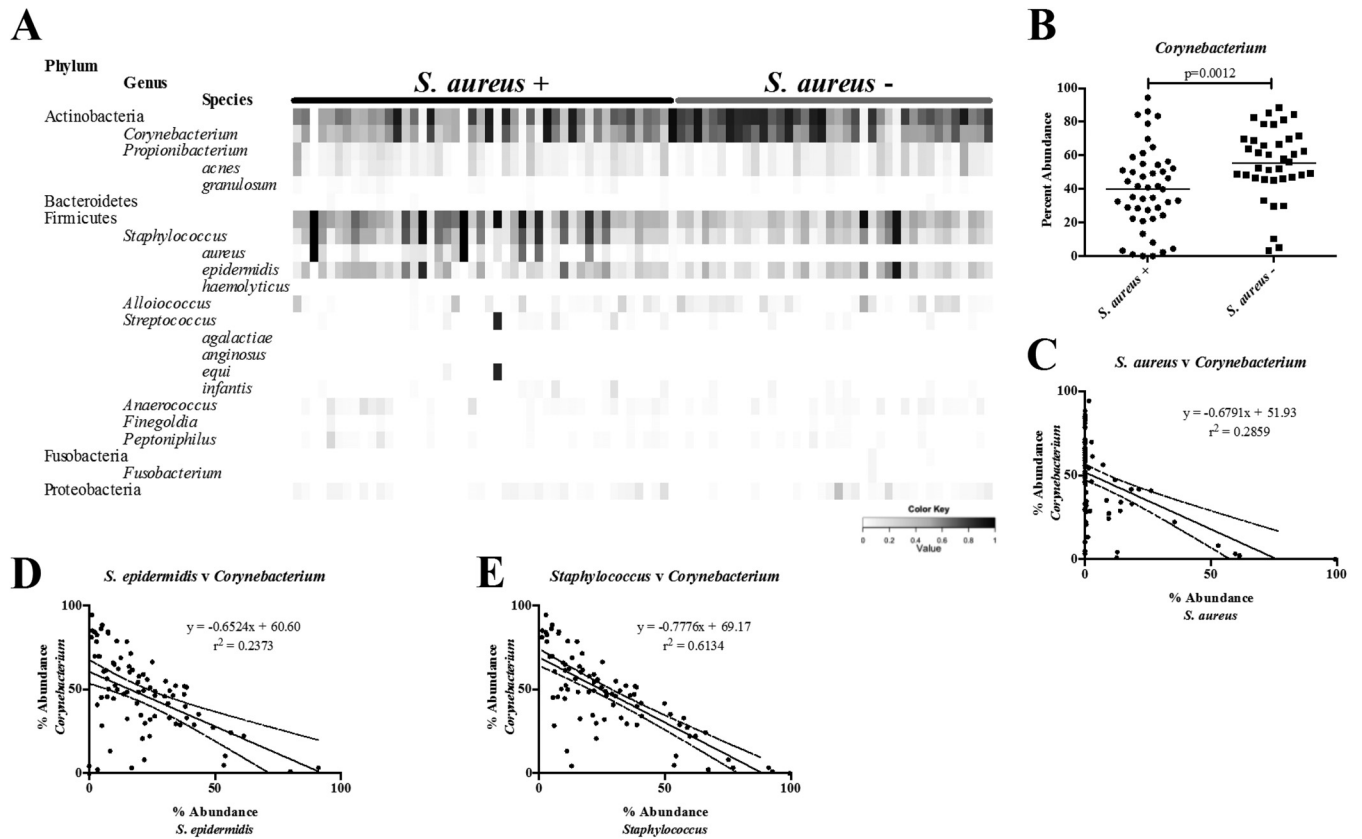 A
Phylum
Genus
Species
S. aureus +
S. aureus -
Actinobacteria
Corynebacterium
Propionibacterium
acnes
granulosum
Bacteroidetes
Firmicutes
Staphylococcus
aureus
epidermidis
haemolyticus
Alloiococcus
Streptococcus
agalactiae
anginosus
equi
infantis
Anaerococcus
Finegoldia
Peptoniphilus
Fusobacteria
Fusobacterium
Proteobacteria
Color Key
0 0.2 0.4 0.6 0.8 1
Value
B
Corynebacterium
p=0.0012
Percent Abundance
100
80
60
40
20
0
S. aureus +
S. aureus -
C
S. aureus v Corynebacterium
y = -0.6791x + 51.93
r2 = 0.2859
% Abundance
Corynebacterium
100
50
0
0 50 100
% Abundance
S. aureus
D
S. epidermidis v Corynebacterium
y = -0.6524x + 60.60
r2 = 0.2373
% Abundance
Corynebacterium
100
50
0
0 50 100
% Abundance
S. epidermidis
E
Staphylococcus v Corynebacterium
y = -0.7776x + 69.17
r2 = 0.6134
% Abundance
Corynebacterium
100
50
0
0 50 100
% Abundance
Staphylococcus